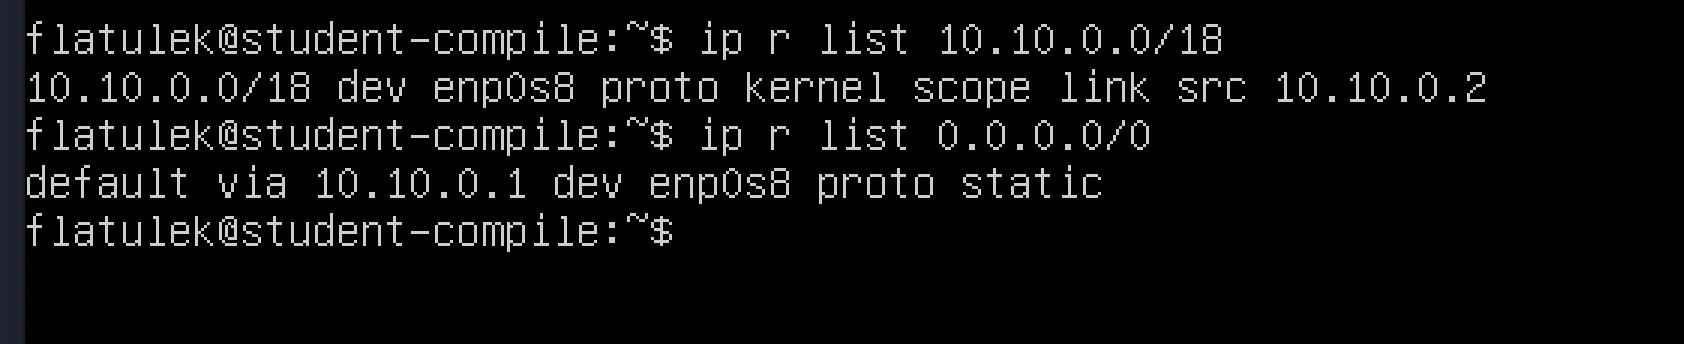 flatulek@student-compile:~$ ip r list 10.10.0.0/18
10.10.0.0/18 dev enp0s8 proto kernel scope link src 10.10.0.2
flatulek@student-compile:~$ ip r list 0.0.0.0/0
default via 10.10.0.1 dev enp0s8 proto static
flatulek@student-compile:~$